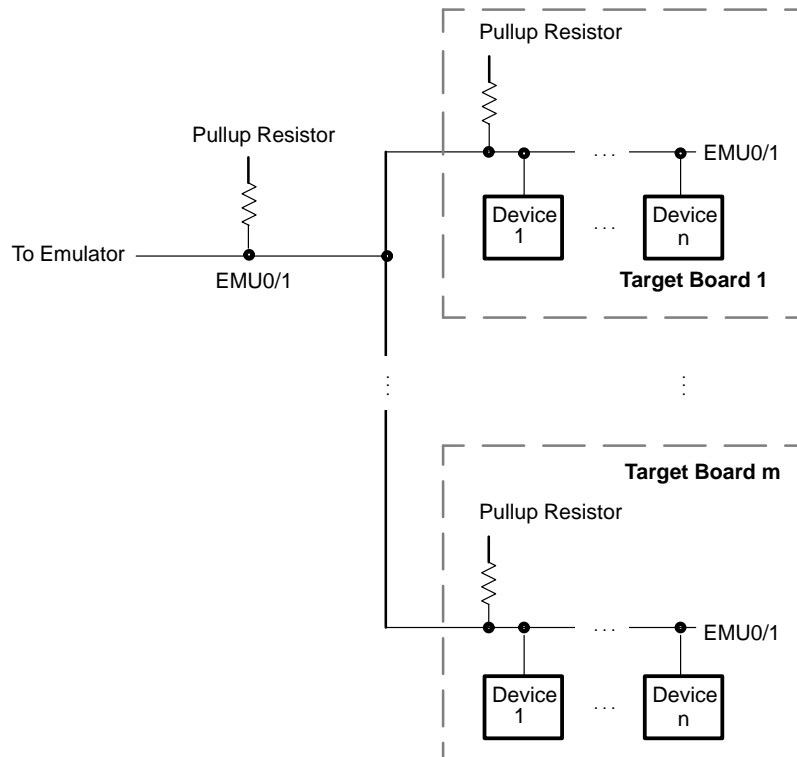 Pullup Resistor
Pullup Resistor
EMU0/1
. . .
Device
1
. . .
Device
n
To Emulator
EMU0/1
Target Board 1
. . .
. . .
Target Board m
Pullup Resistor
. . .
EMU0/1
Device
1
. . .
Device
n